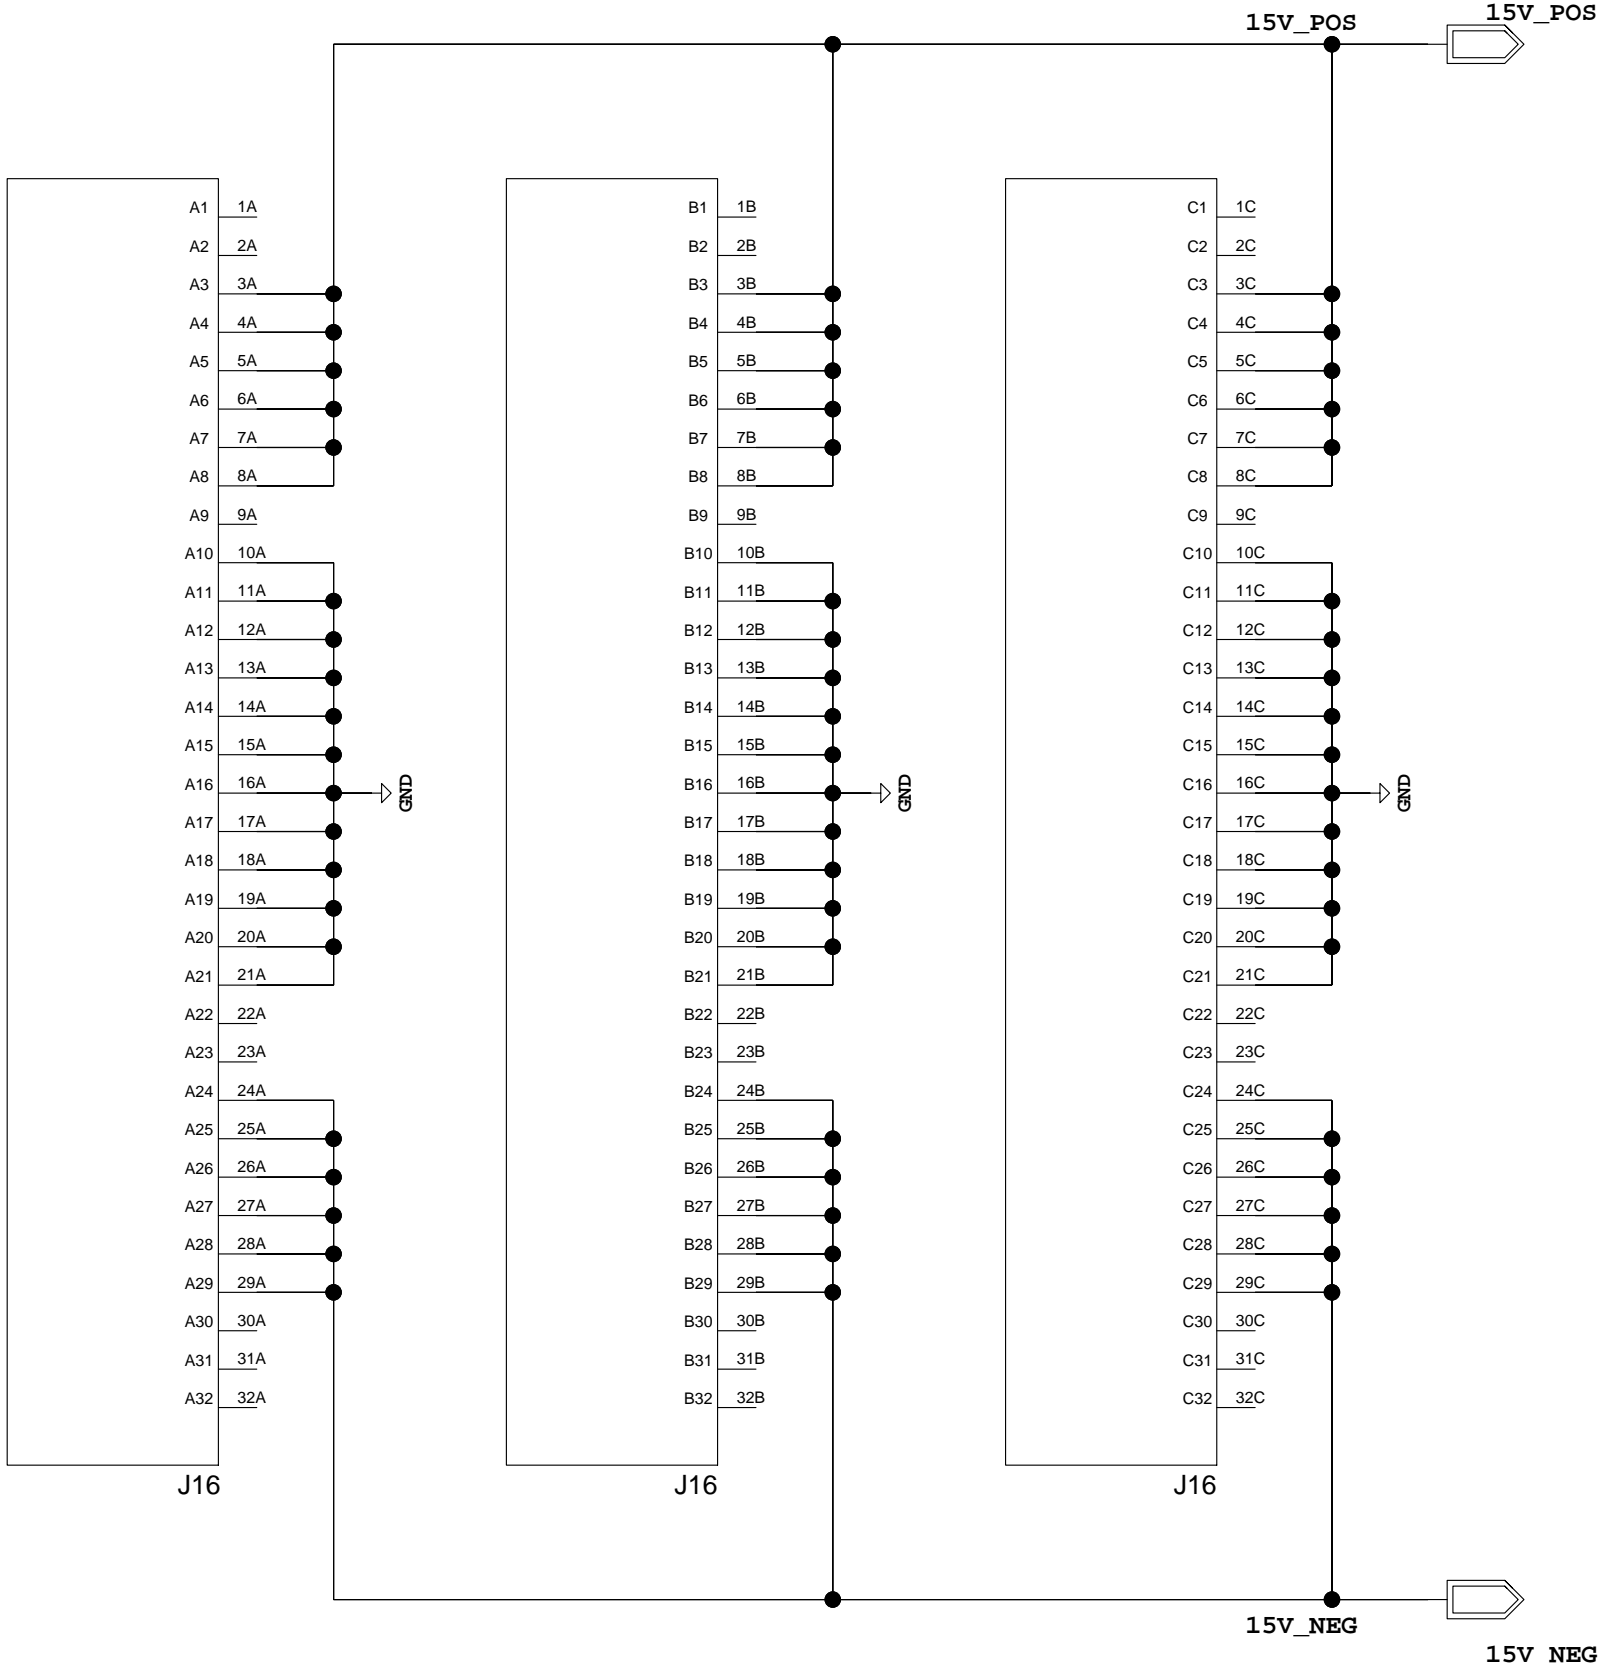 15V_POS
15V_POS
A1 1A B1 1B C1 1C
A2 2A B2 2B C2 2C
A3 3A B3 3B C3 3C
A4 4A B4 4B C4 4C
A5 5A B5 5B C5 5C
A6 6A B6 6B C6 6C
A7 7A B7 7B C7 7C
A8 8A B8 8B C8 8C
A9 9A B9 9B C9 9C
A10 10A B10 10B C10 10C
A11 11A B11 11B C11 11C
A12 12A B12 12B C12 12C
A13 13A B13 13B C13 13C
A14 14A B14 14B C14 14C
A15 15A B15 15B C15 15C
A16 16A GND B16 16B GND C16 16C GND
A17 17A B17 17B C17 17C
A18 18A B18 18B C18 18C
A19 19A B19 19B C19 19C
A20 20A B20 20B C20 20C
A21 21A B21 21B C21 21C
A22 22A B22 22B C22 22C
A23 23A B23 23B C23 23C
A24 24A B24 24B C24 24C
A25 25A B25 25B C25 25C
A26 26A B26 26B C26 26C
A27 27A B27 27B C27 27C
A28 28A B28 28B C28 28C
A29 29A B29 29B C29 29C
A30 30A B30 30B C30 30C
A31 31A B31 31B C31 31C
A32 32A B32 32B C32 32C
J16 J16 J16
15V_NEG
15V NEG